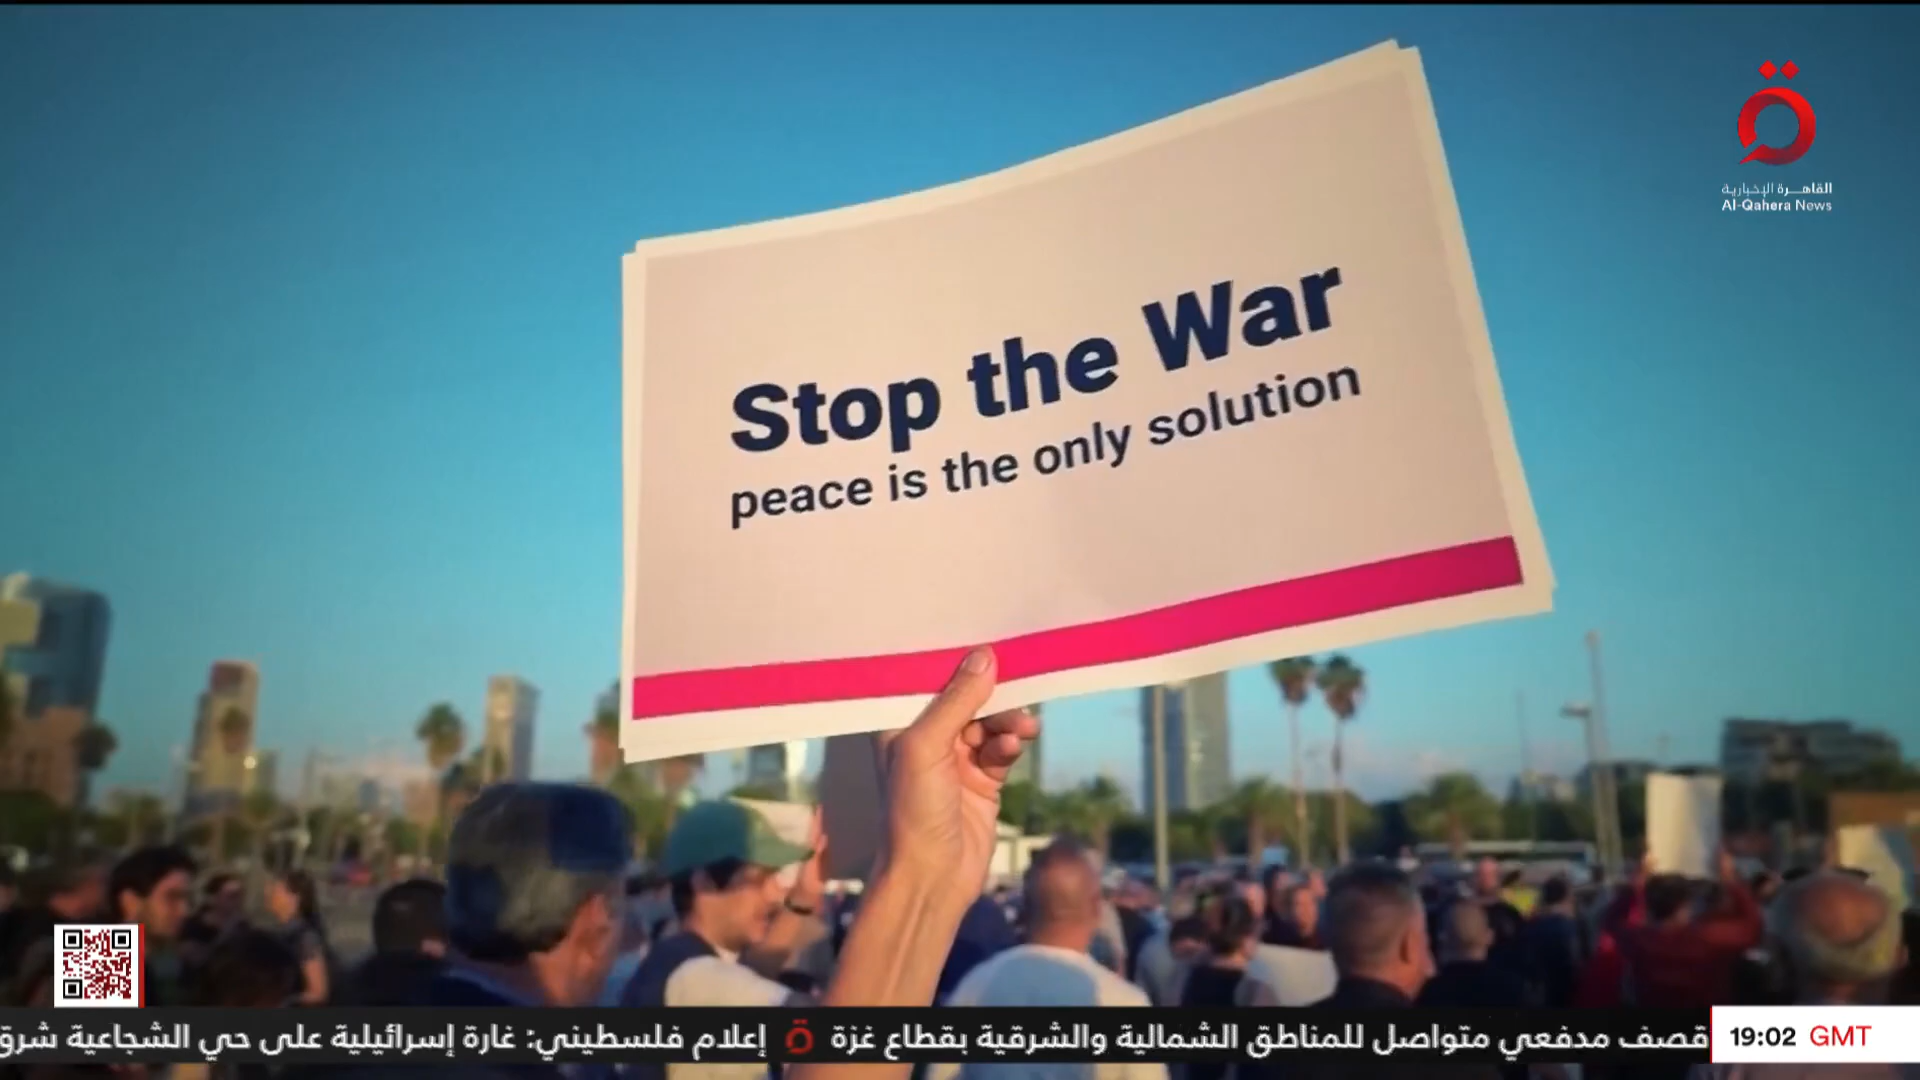 القاهرة الإخبارية
Al-Qahera News
Stop the War
peace is the only solution
قصف مدفعي متواصل للمناطق الشمالية والشرقية بقطاع غزة إعلام فلسطيني: غارة إسرائيلية على حي الشجاعية
19:02 GMT